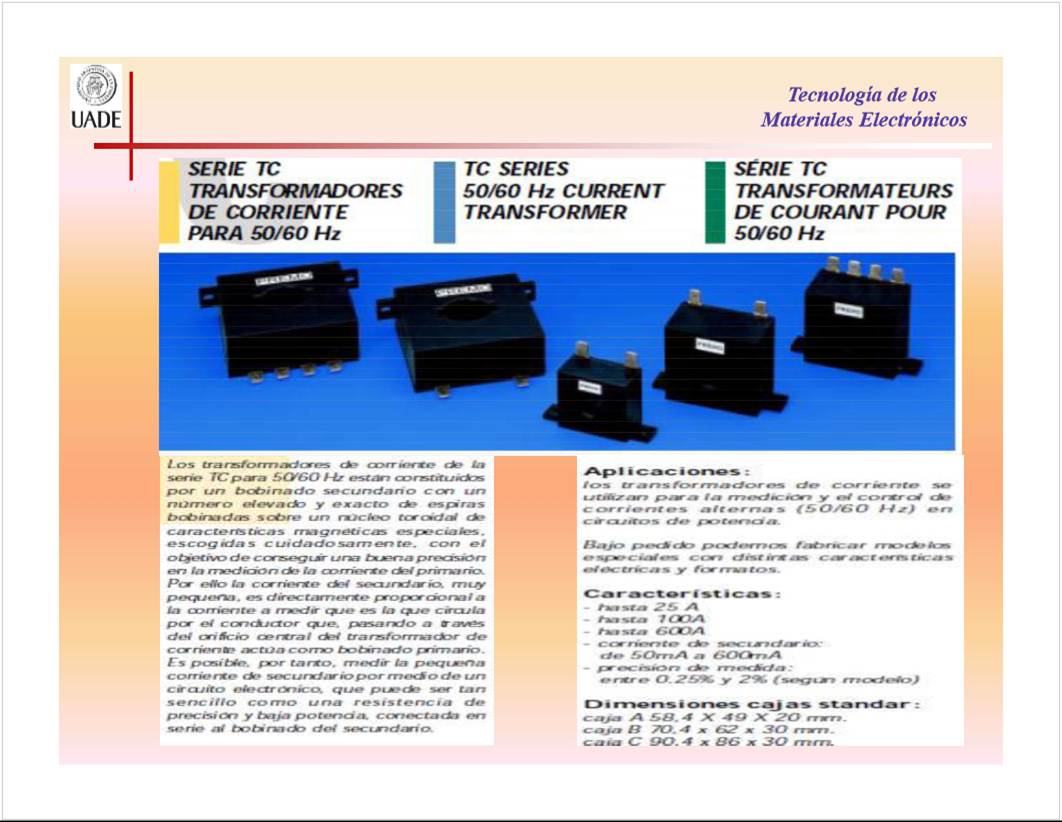 UADE
Tecnología de los
Materiales Electrónicos
SERIE TC
TRANSFORMADORES
DE CORRIENTE
PARA 50/60 Hz
TC SERIES
50/60 Hz CURRENT
TRANSFORMER
SÉRIE TC
TRANSFORMATEURS
DE COURANT POUR
50/60 Hz
PREMO
PREMO
PREMO
PREMO
PREMO
Los transformadores de corriente de la
serie TC para 50/60 Hz están constituidos
por un bobinado secundario con un
número elevado y exacto de espiras
bobinadas sobre un núcleo toroidal de
características magnéticas especiales,
escogidas cuidadosamente, con el
objetivo de conseguir una buena precisión
en la medición de la corriente del primario.
Por ello la corriente del secundario, muy
pequeña, es directamente proporcional a
la corriente a medir que es la que circula
por el conductor que, pasando a través
del orificio central del transformador de
corriente actúa como bobinado primario.
Es posible, por tanto, medir la pequeña
corriente de secundario por medio de un
circuito electrónico, que puede ser tan
sencillo como una resistencia de
precisión y baja potencia, conectada en
serie al bobinado del secundario.
Aplicaciones:
los transformadores de corriente se
utilizan para la medición y el control de
corrientes alternas (50/60 Hz) en
circuitos de potencia.
Bajo pedido podemos fabricar modelos
especiales con distintas características
eléctricas y formatos.
Características:
- hasta 25 A
- hasta 100A
- hasta 600A
- corriente de secundario:
de 50mA a 600mA
- precisión de medida:
entre 0.25% y 2% (según modelo)
Dimensiones cajas standar:
caja A 58,4 X 49 X 20 mm.
caja B 70,4 x 62 x 30 mm.
caja C 90.4 x 86 x 30 mm.